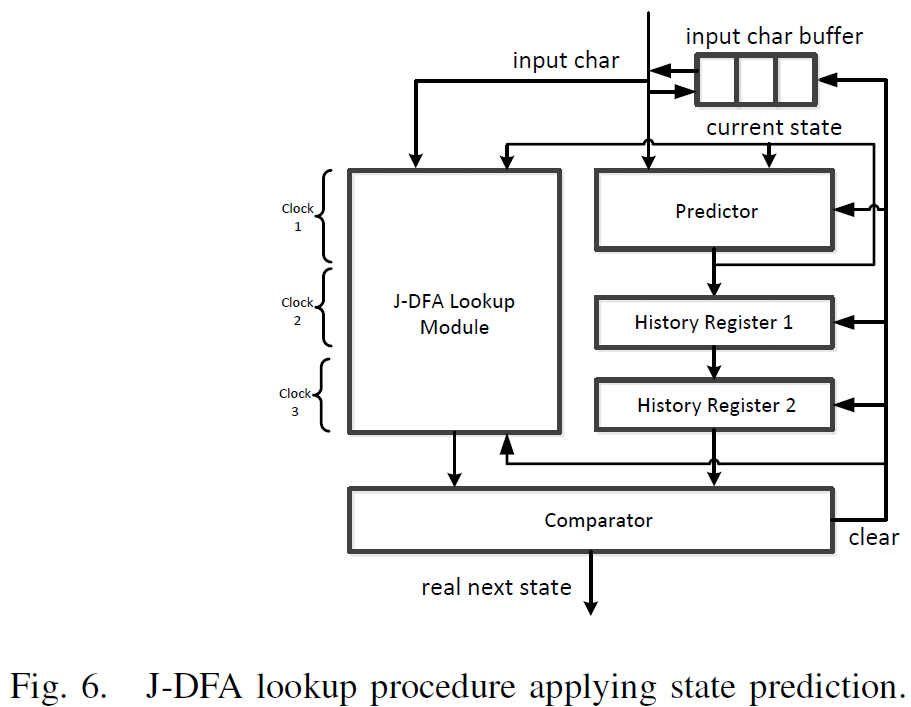 input char buffer
input char
current state
Clock
1
Predictor
Clock
2
J-DFA Lookup
Module
History Register 1
Clock
3
History Register 2
Comparator
clear
real next state
Fig. 6. J-DFA lookup procedure applying state prediction.